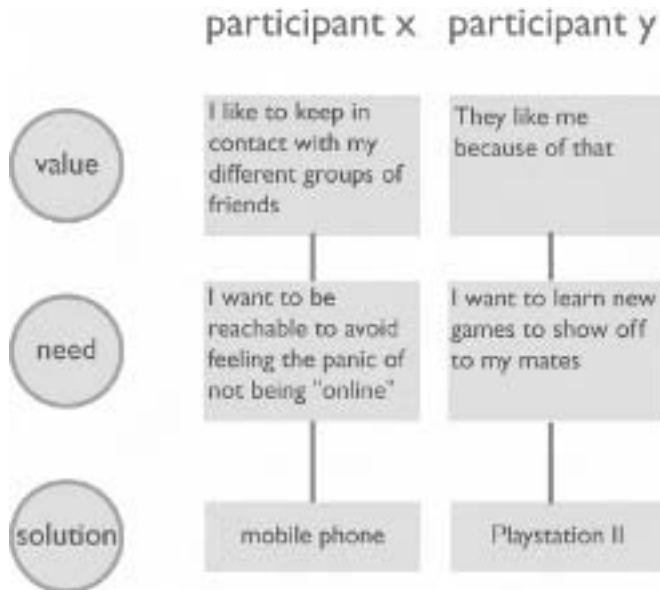 participant x participant y
value
I like to keep in
contact with my
different groups of
friends
They like me
because of that
need
I want to be
reachable to avoid
feeling the panic of
not being "online"
I want to learn new
games to show off
to my mates
solution
mobile phone
Playstation II